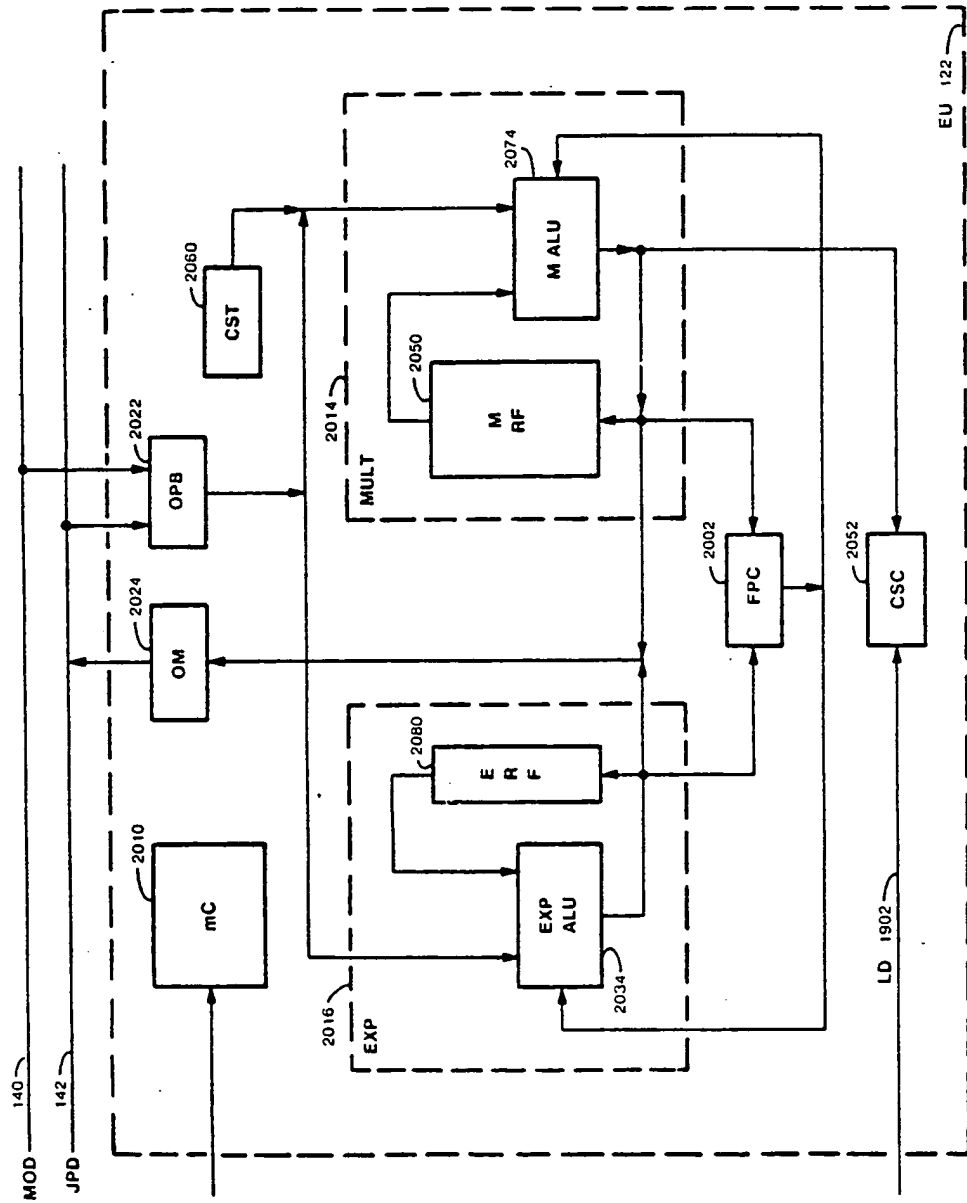 MOD
140
JPD
142
EU 122
mC
2010
OM
2024
OPB
2022
CST
2060
2016
EXP
EXP
ALU
2034
E
R
F
2080
2014
MULT
M
RF
2050
M ALU
2074
FPC
2002
CSC
2052
LD 1902